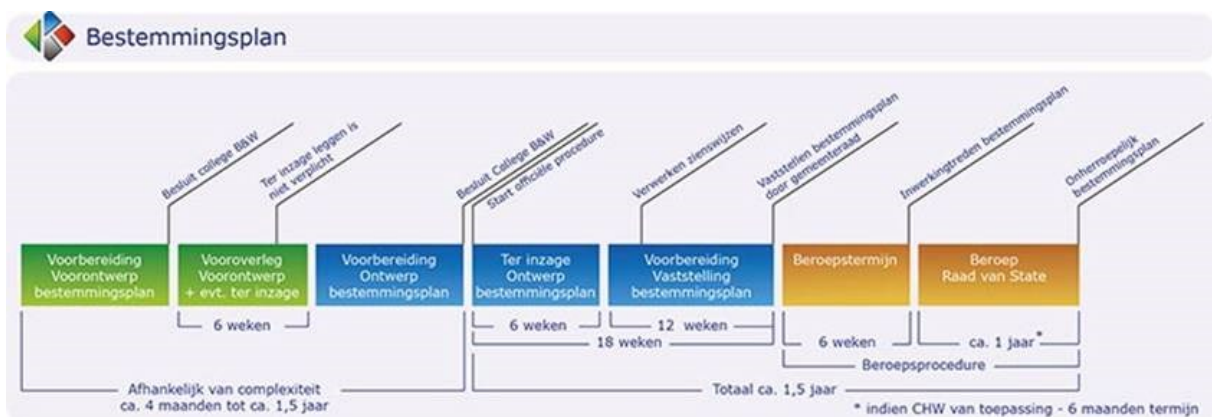 Bestemmingsplan
Besluit college B&W
Ter inzage leggen is
niet verplicht
Besluit College B&W
Start officiële procedure
Verwerken zienswijzen
Vaststellen bestemmingsplan
door gemeenteraad
Inwerkingtreden bestemmingsplan
Onherroepelijk
bestemmingsplan
Voorbereiding
Voorontwerp
bestemmingsplan
Vooroverleg
Voorontwerp
+ evt. ter inzage
Voorbereiding
Ontwerp
bestemmingsplan
Ter inzage
Ontwerp
bestemmingsplan
Voorbereiding
Vaststelling
bestemmingsplan
Beroepstermijn
Beroep
Raad van State
6 weken
6 weken
12 weken
18 weken
6 weken
ca. 1 jaar*
Beroepsprocedure
Afhankelijk van complexiteit
ca. 4 maanden tot ca. 1,5 jaar
Totaal ca. 1,5 jaar
* indien CHW van toepassing - 6 maanden termijn